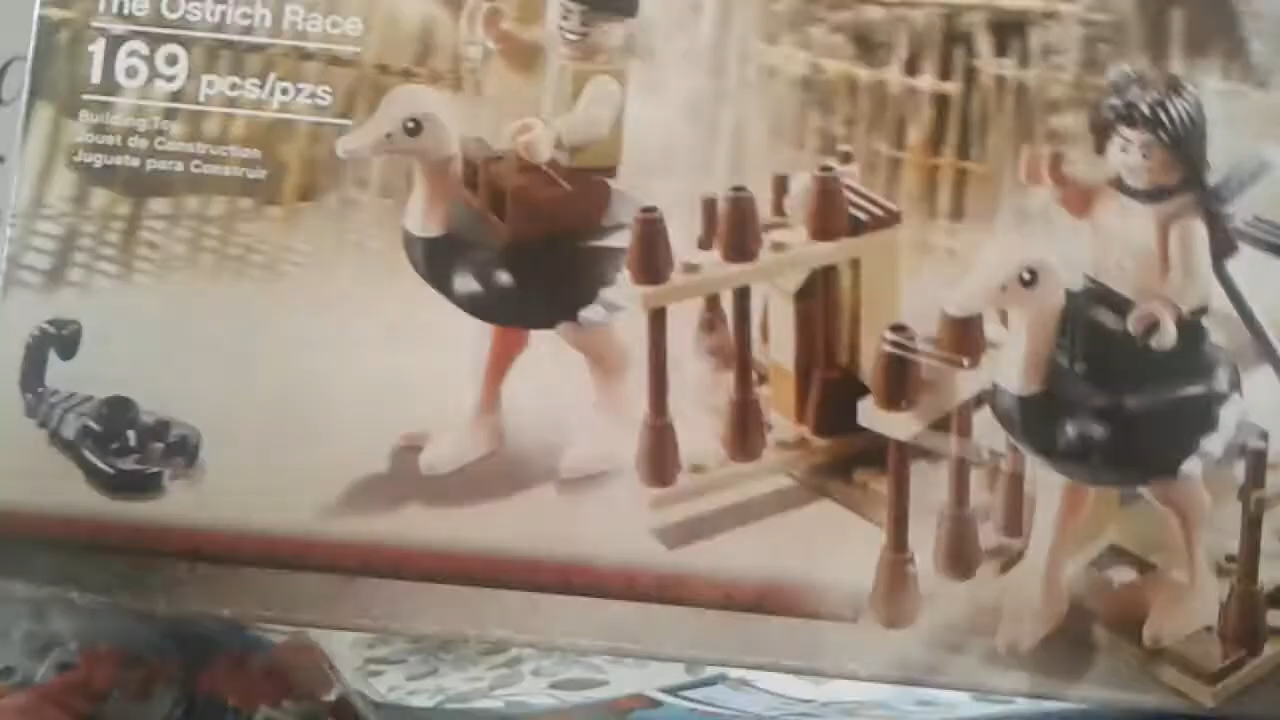 The Ostrich Race
169 pcs/pzs
Building Toy
Jouet de Construction
Juguete para Construir